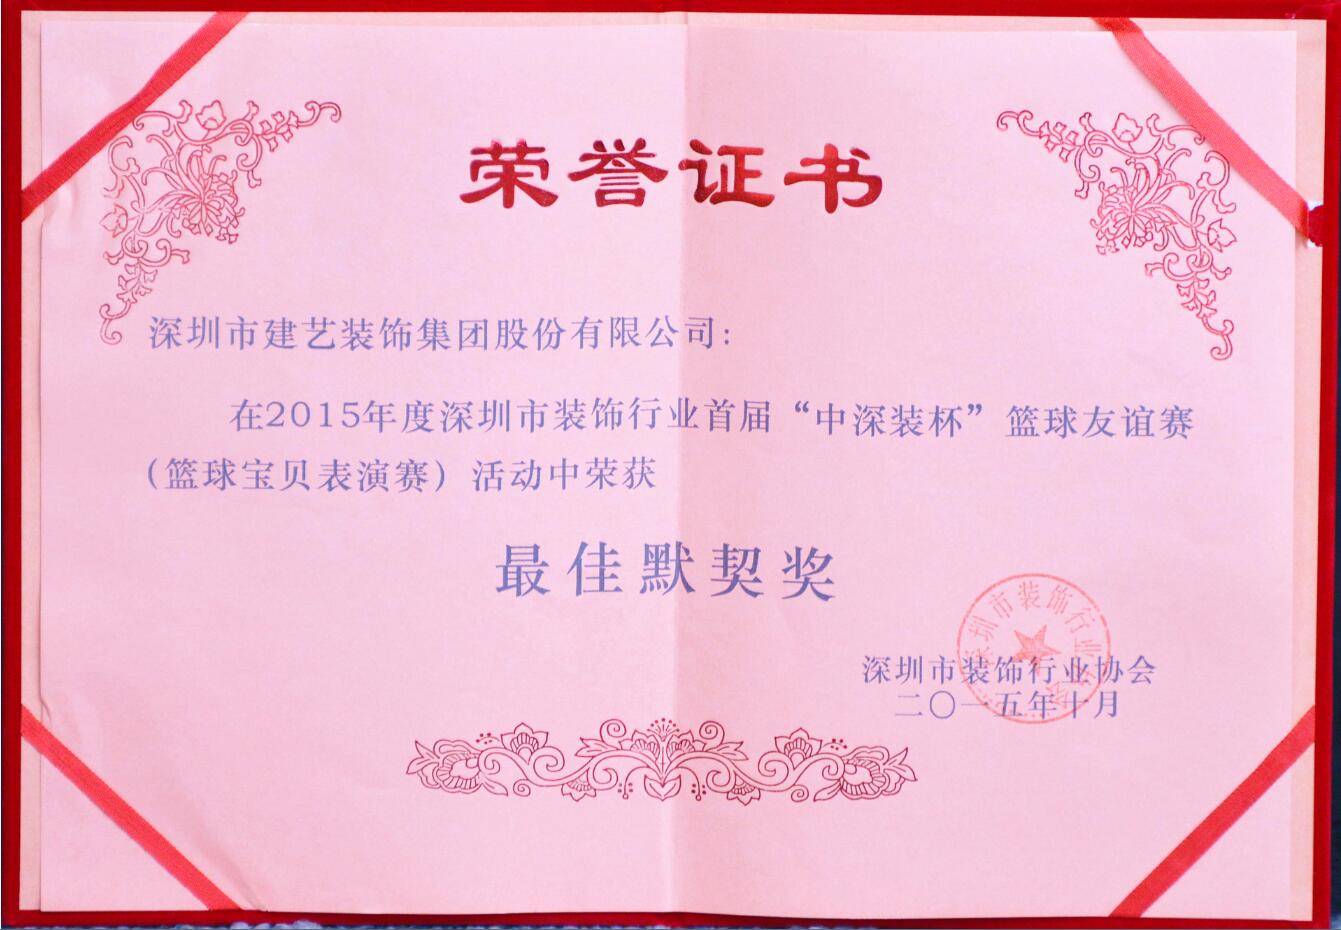 荣誉证书
深圳市建艺装饰集团股份有限公司：
在2015年度深圳市装饰行业首届“中深装杯”篮球友谊赛
（篮球宝贝表演赛）活动中荣获
最佳默契奖
深圳市装饰行业协会
二〇一五年十月
深圳市装饰行业协会